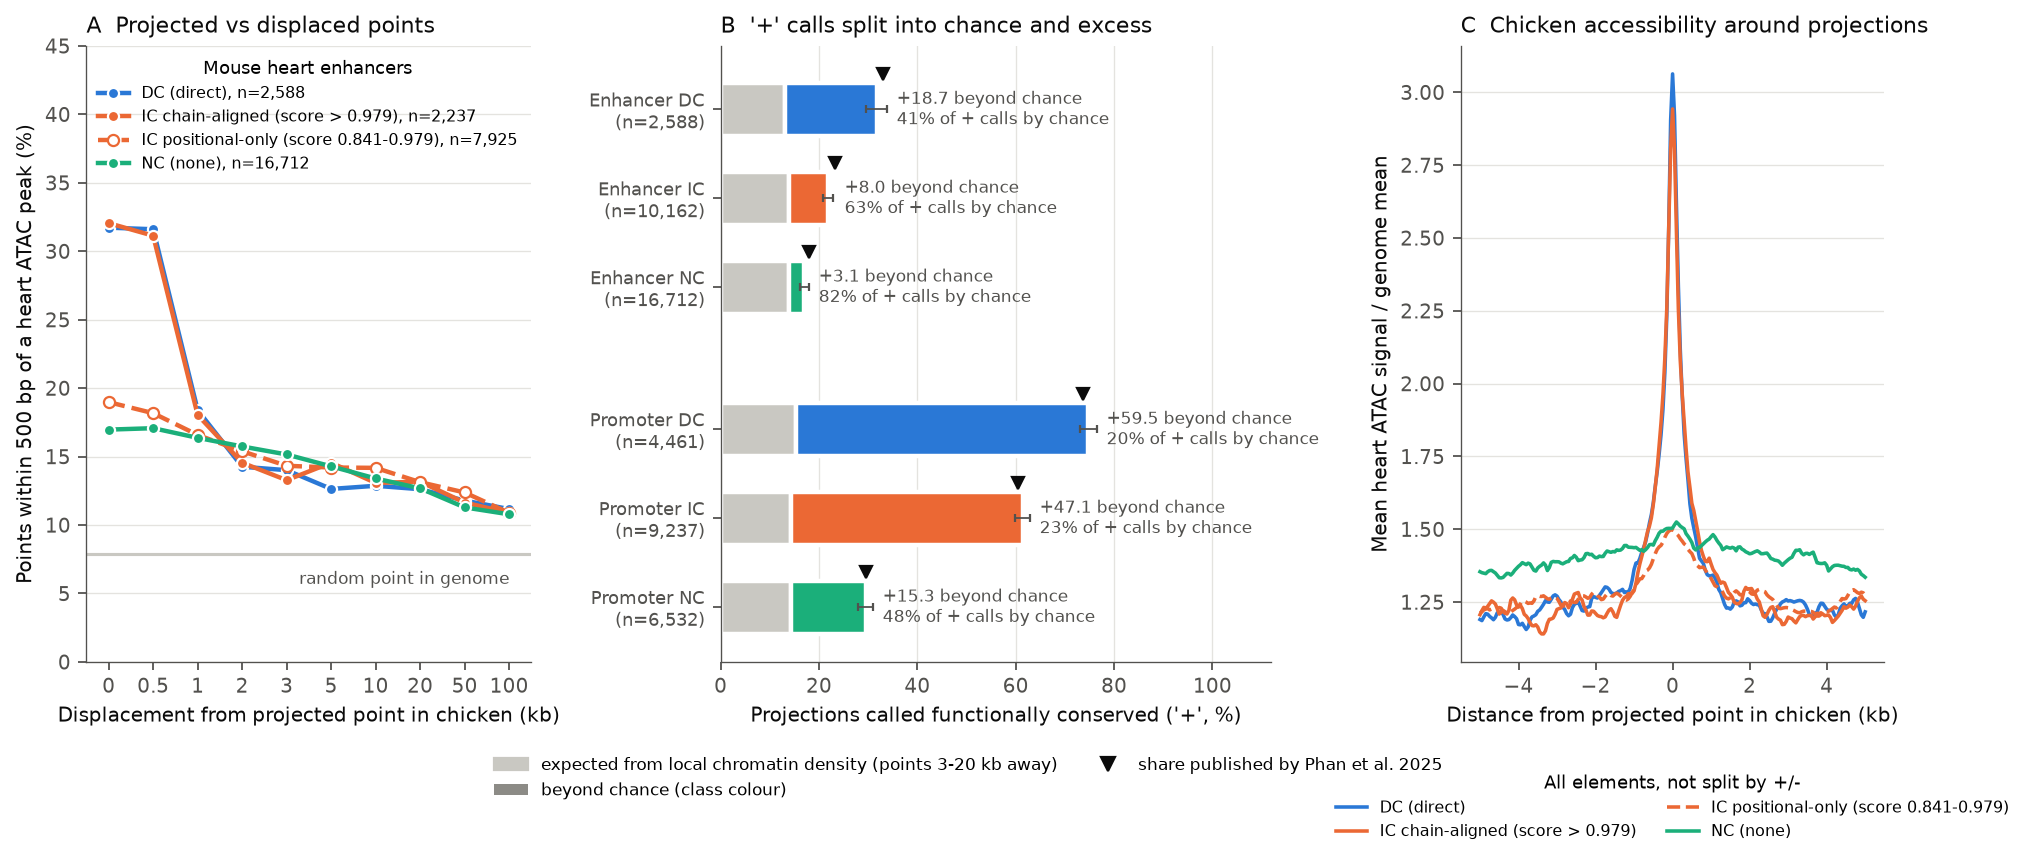 A  Projected vs displaced points
Points within 500 bp of a heart ATAC peak (%)
45
40
35
30
25
20
15
10
5
0
Mouse heart enhancers
DC (direct), n=2,588
IC chain-aligned (score > 0.979), n=2,237
IC positional-only (score 0.841-0.979), n=7,925
NC (none), n=16,712
random point in genome
0 0.5 1 2 3 5 10 20 50 100
Displacement from projected point in chicken (kb)
B  '+' calls split into chance and excess
Enhancer DC
(n=2,588)
+18.7 beyond chance
41% of + calls by chance
Enhancer IC
(n=10,162)
+8.0 beyond chance
63% of + calls by chance
Enhancer NC
(n=16,712)
+3.1 beyond chance
82% of + calls by chance
Promoter DC
(n=4,461)
+59.5 beyond chance
20% of + calls by chance
Promoter IC
(n=9,237)
+47.1 beyond chance
23% of + calls by chance
Promoter NC
(n=6,532)
+15.3 beyond chance
48% of + calls by chance
0 20 40 60 80 100
Projections called functionally conserved ('+', %)
expected from local chromatin density (points 3-20 kb away)
beyond chance (class colour)
share published by Phan et al. 2025
C  Chicken accessibility around projections
Mean heart ATAC signal / genome mean
3.00
2.75
2.50
2.25
2.00
1.75
1.50
1.25
−4 −2 0 2 4
Distance from projected point in chicken (kb)
All elements, not split by +/-
DC (direct)
IC chain-aligned (score > 0.979)
IC positional-only (score 0.841-0.979)
NC (none)